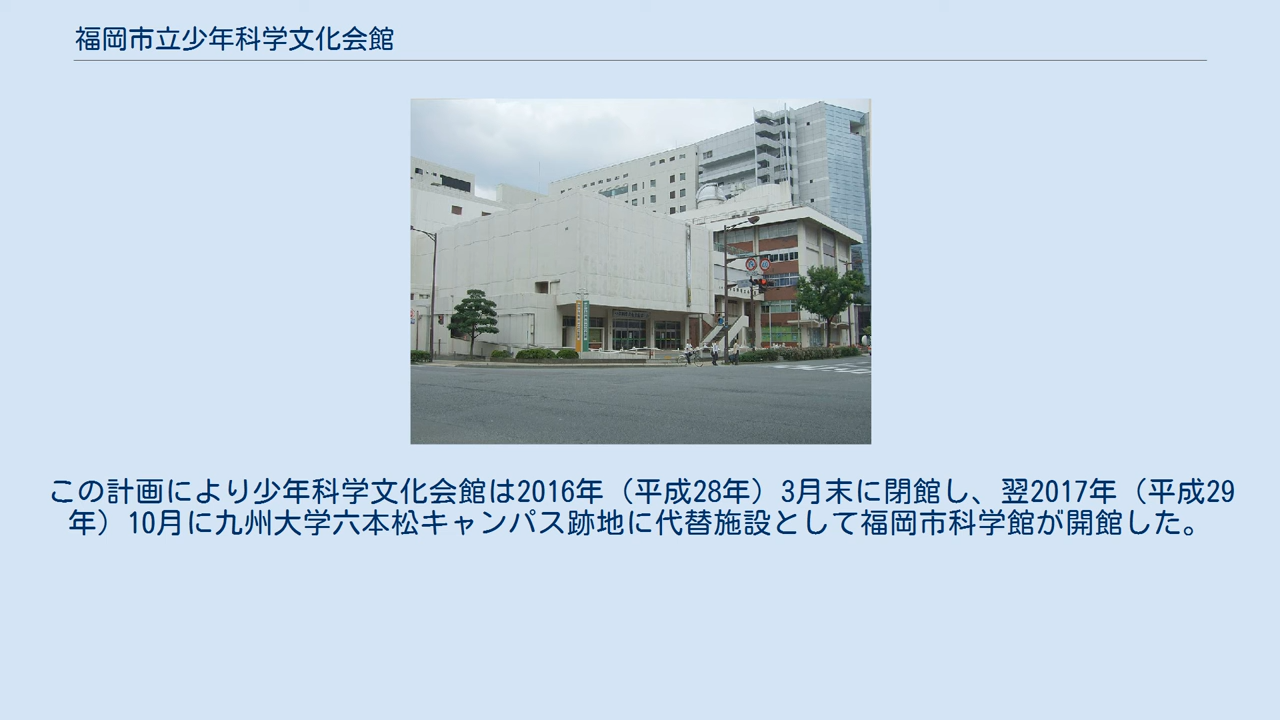 福岡市立少年科学文化会館
この計画により少年科学文化会館は2016年（平成28年）3月末に閉館し、翌2017年（平成29
年）10月に九州大学六本松キャンパス跡地に代替施設として福岡市科学館が開館した。